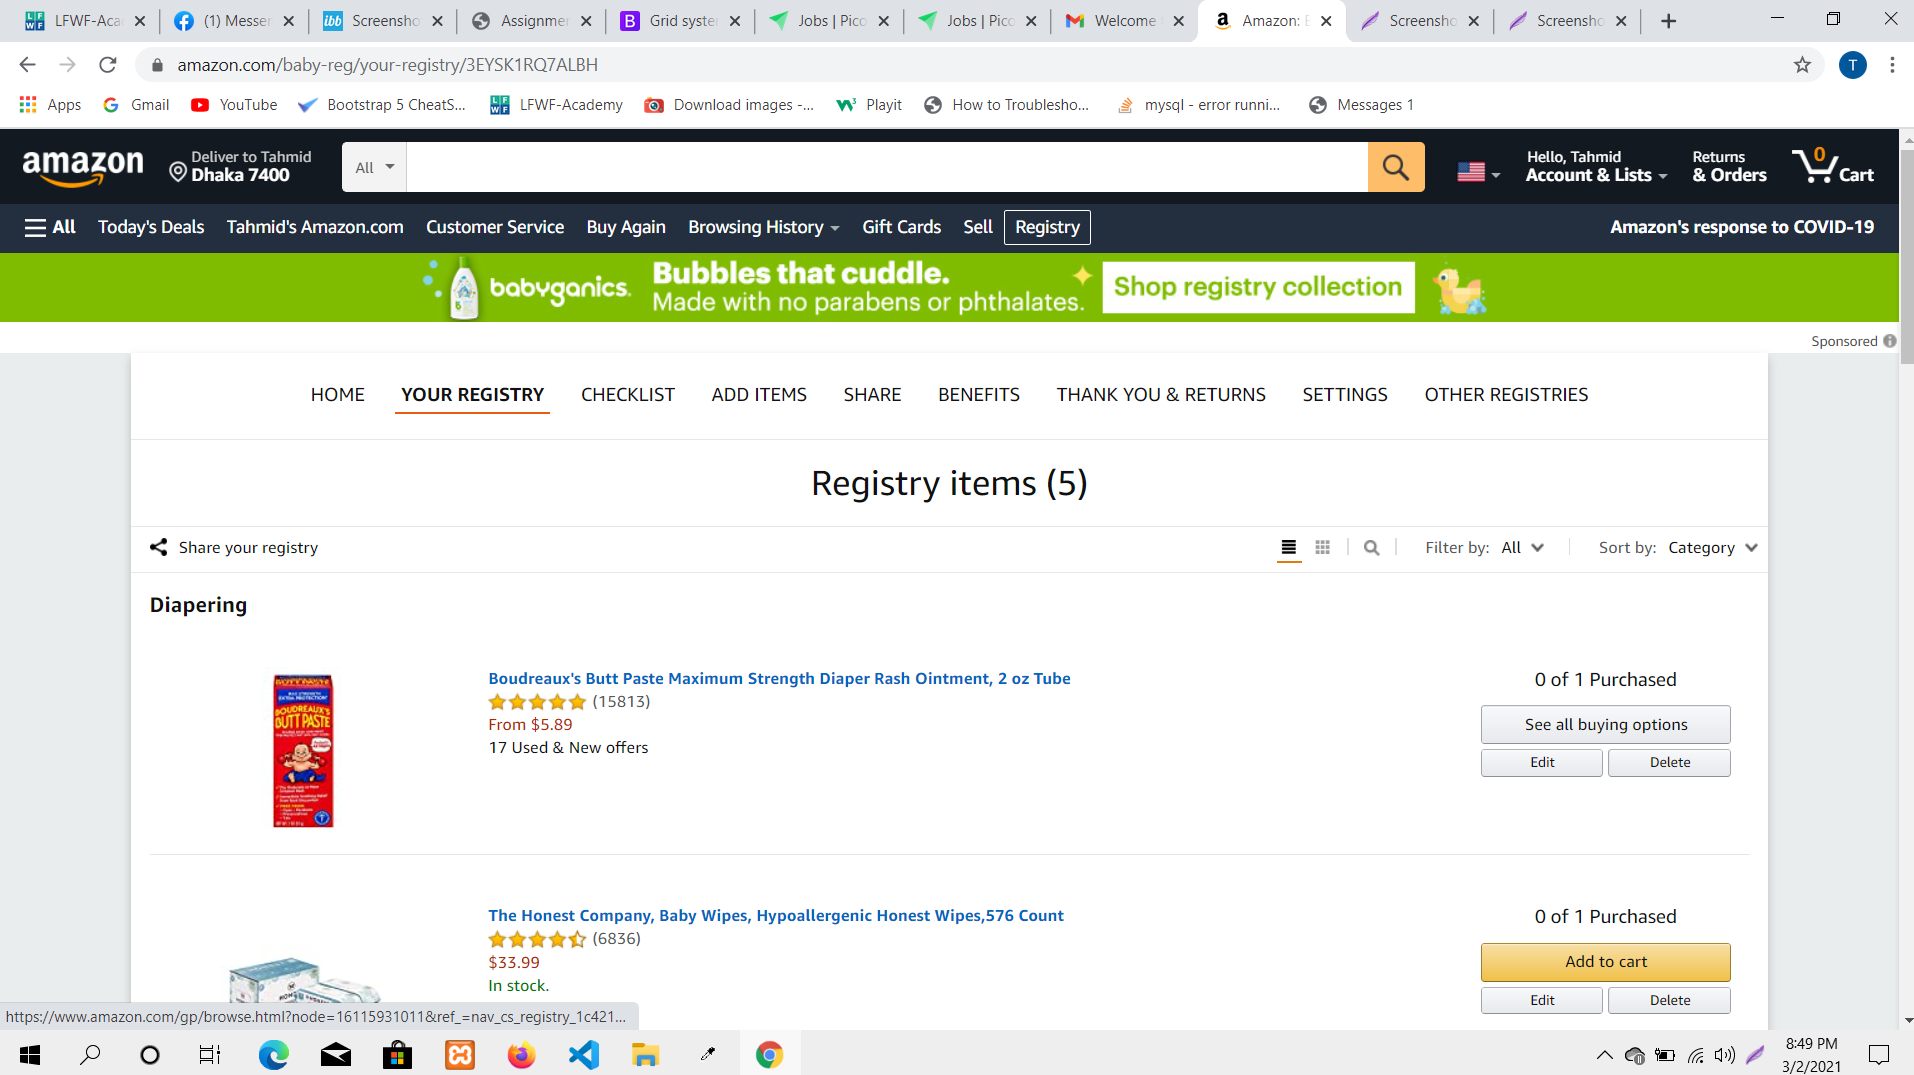 LFWF-Aca
(1) Messen
ibb Screensho
Assignmen
B Grid syste
Jobs | Pico
Jobs | Pico
Welcome
Amazon: B
Screensho
Screensho
amazon.com/baby-reg/your-registry/3EYSK1RQ7ALBH
T
Apps
Gmail
YouTube
Bootstrap 5 CheatS...
LFWF-Academy
Download images -...
Playit
How to Troublesho...
mysql - error runni...
Messages 1
amazon
Deliver to Tahmid
Dhaka 7400
All
Hello, Tahmid
Account & Lists
Returns
& Orders
0
Cart
All
Today's Deals
Tahmid's Amazon.com
Customer Service
Buy Again
Browsing History
Gift Cards
Sell
Registry
Amazon's response to COVID-19
babyganics.
Bubbles that cuddle.
Made with no parabens or phthalates.
Shop registry collection
Sponsored
HOME
YOUR REGISTRY
CHECKLIST
ADD ITEMS
SHARE
BENEFITS
THANK YOU & RETURNS
SETTINGS
OTHER REGISTRIES
Registry items (5)
Share your registry
Filter by: All
Sort by: Category
Diapering
BOUDREAUX'S
BUTT PASTE
Boudreaux's Butt Paste Maximum Strength Diaper Rash Ointment, 2 oz Tube
(15813)
From $5.89
17 Used & New offers
0 of 1 Purchased
See all buying options
Edit
Delete
The Honest Company, Baby Wipes, Hypoallergenic Honest Wipes,576 Count
(6836)
$33.99
In stock.
0 of 1 Purchased
Add to cart
Edit
Delete
https://www.amazon.com/gp/browse.html?node=16115931011&ref_=nav_cs_registry_1c421...
8:49 PM
3/2/2021